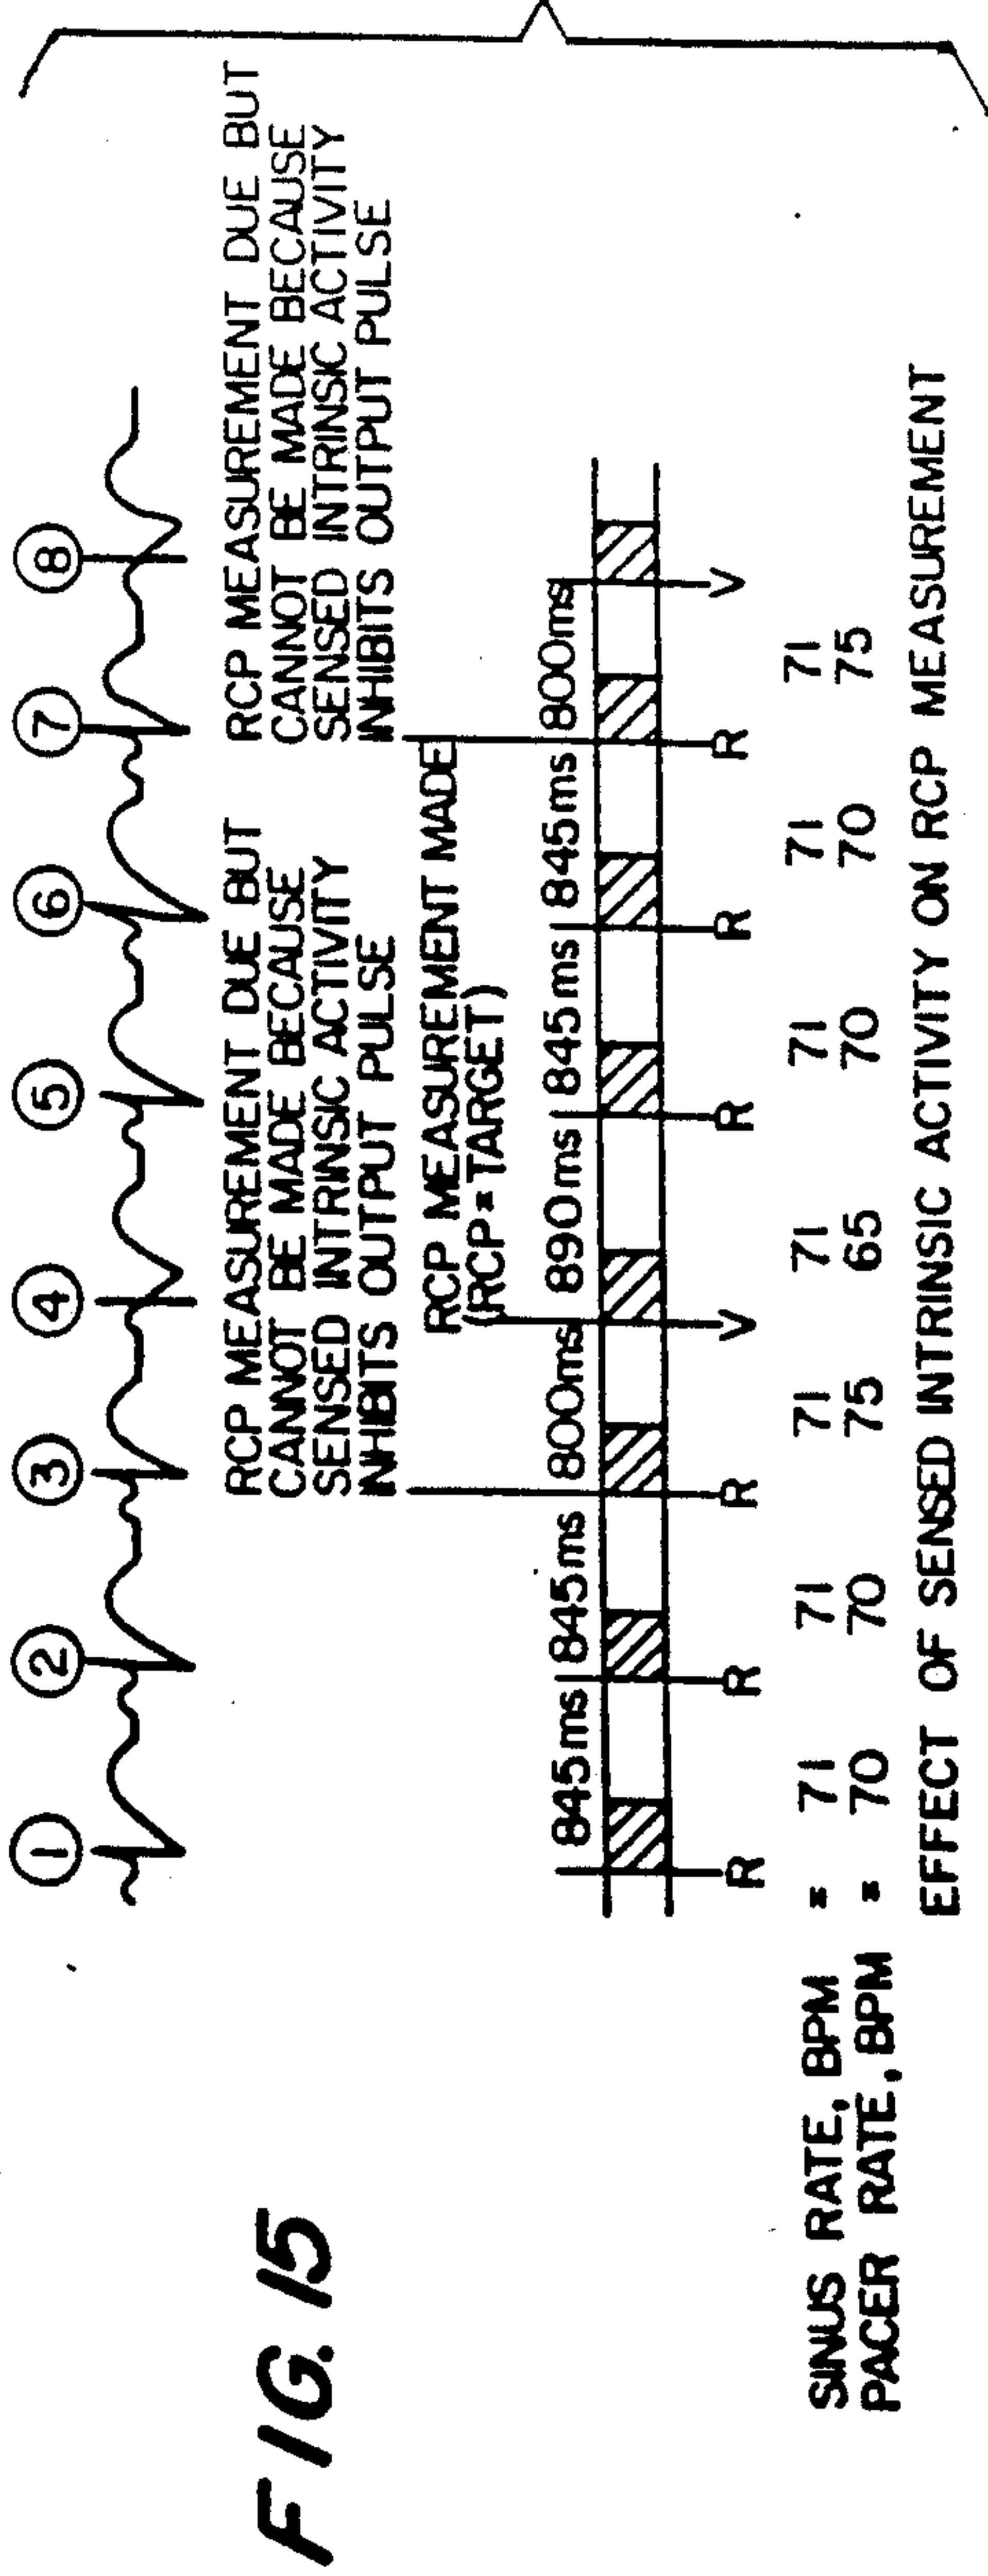 FIG. 15
1 2 3 4 5 6 7 8
RCP MEASUREMENT DUE BUT
CANNOT BE MADE BECAUSE
SENSED INTRINSIC ACTIVITY
INHIBITS OUTPUT PULSE
RCP MEASUREMENT DUE BUT
CANNOT BE MADE BECAUSE
SENSED INTRINSIC ACTIVITY
INHIBITS OUTPUT PULSE
RCP MEASUREMENT MADE
(RCP=TARGET)
845ms 845ms 800ms 890ms 845ms 845ms 800ms
R R R V R R R V
SINUS RATE, BPM = 71 71 71 71 71 71 71
PACER RATE, BPM = 70 70 75 65 70 70 75
EFFECT OF SENSED INTRINSIC ACTIVITY ON RCP MEASUREMENT